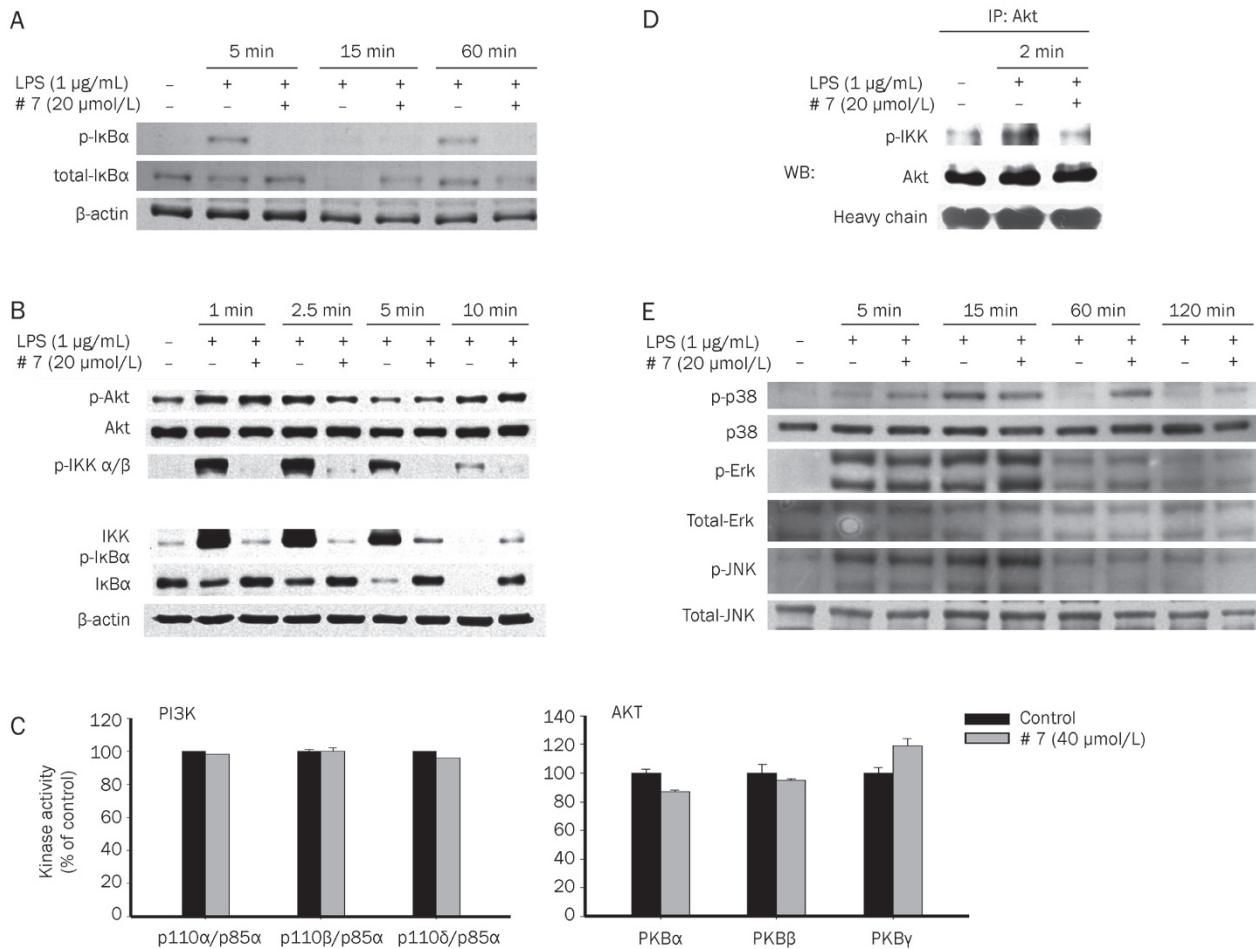 A
5 min 15 min 60 min
LPS (1 μg/mL) – + + + + + +
# 7 (20 μmol/L) – – + – + – +
p-IκBα
total-IκBα
β-actin
D
IP: Akt
2 min
LPS (1 μg/mL) – + +
# 7 (20 μmol/L) – – +
p-IKK
WB: Akt
Heavy chain
B
1 min 2.5 min 5 min 10 min
LPS (1 μg/mL) – + + + + + + + +
# 7 (20 μmol/L) – – + – + – + – +
p-Akt
Akt
p-IKK α/β
IKK
p-IκBα
IκBα
β-actin
E
5 min 15 min 60 min 120 min
LPS (1 μg/mL) – + + + + + + + +
# 7 (20 μmol/L) – – + – + – + – +
p-p38
p38
p-Erk
Total-Erk
p-JNK
Total-JNK
C
Kinase activity
(% of control)
PI3K
120
100
80
60
40
20
0
p110α/p85α p110β/p85α p110δ/p85α
AKT
140
120
100
80
60
40
20
0
PKBα PKBβ PKBγ
Control
# 7 (40 μmol/L)